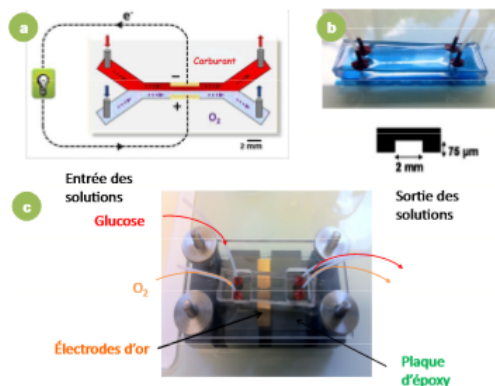 a
e-
Carburant
−
+
O₂
2 mm
b
75 µm
2 mm
Entrée des
solutions
Sortie des
solutions
c
Glucose
O₂
Électrodes d'or
Plaque
d'époxy